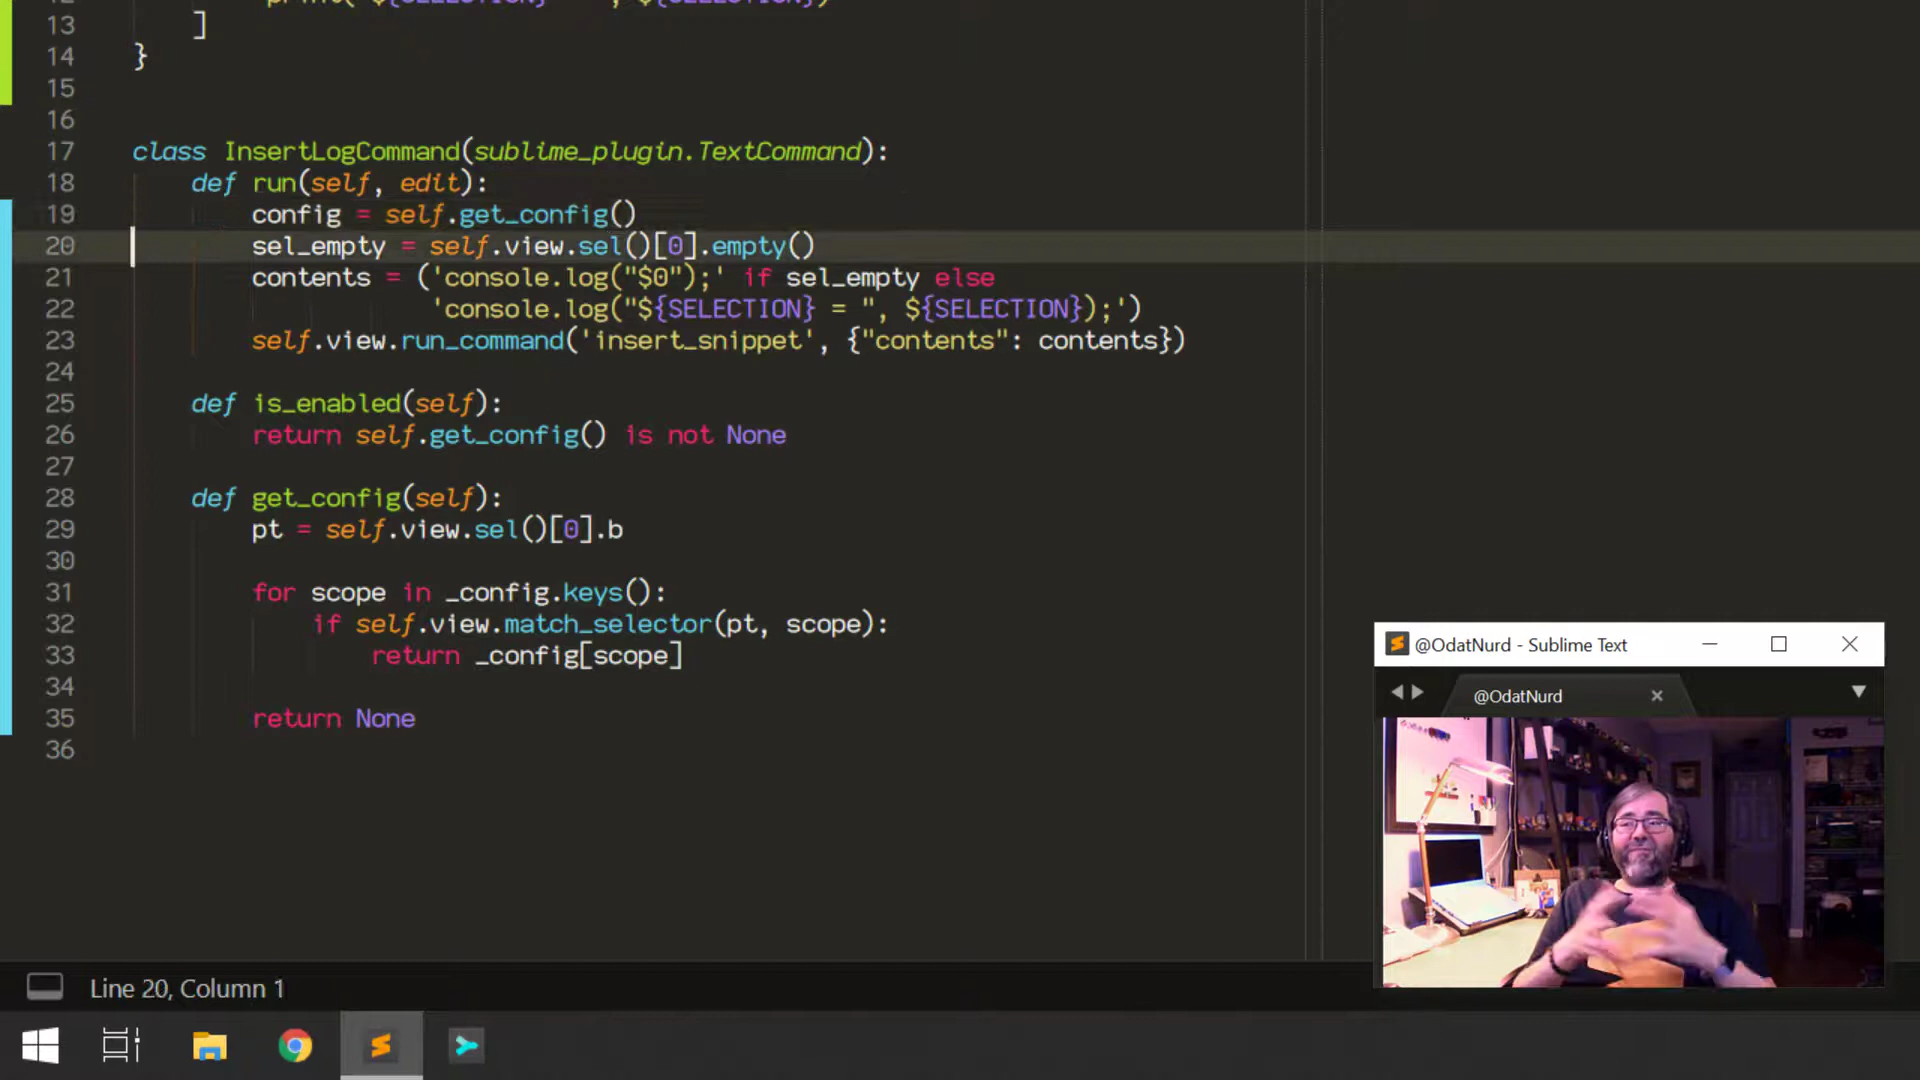 12 print("${SELECTION} = ", ${SELECTION})
13 ]
14 }
15
16
17 class InsertLogCommand(sublime_plugin.TextCommand):
18 def run(self, edit):
19 config = self.get_config()
20 sel_empty = self.view.sel()[0].empty()
21 contents = ('console.log("$0");' if sel_empty else
22 'console.log("${SELECTION} = ", ${SELECTION});')
23 self.view.run_command('insert_snippet', {"contents": contents})
24
25 def is_enabled(self):
26 return self.get_config() is not None
27
28 def get_config(self):
29 pt = self.view.sel()[0].b
30
31 for scope in _config.keys():
32 if self.view.match_selector(pt, scope):
33 return _config[scope]
34
35 return None
36
@OdatNurd - Sublime Text
@OdatNurd
Line 20, Column 1